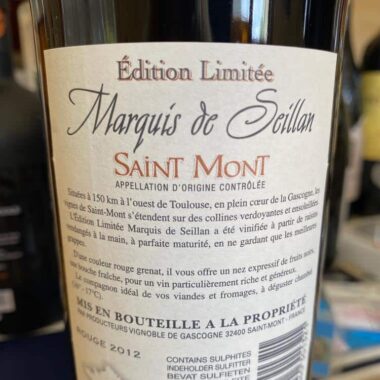 Édition Limitée
Marquis de Seillan
SAINT MONT
APPELLATION D'ORIGINE CONTRÔLÉE
Situées à 150 km à l'ouest de Toulouse, en plein cœur de la Gascogne, les
vignes de Saint-Mont s'étendent sur des collines verdoyantes et ensoleillées
L'Édition Limitée Marquis de Seillan a été vinifiée à partir de raisins
vendangés à la main, à parfaite maturité, en ne gardant que les meilleures
grappes.
D'une couleur rouge grenat, il vous offre un nez expressif de fruits noirs,
une bouche fraîche, pour un vin particulièrement riche et généreux.
Le compagnon idéal de vos viandes et fromages, à déguster chambré
(16° - 17°C).
MIS EN BOUTEILLE A LA PROPRIÉTÉ
PAR PRODUCTEURS VIGNOBLE DE GASCOGNE 32400 SAINT-MONT - FRANCE
ROUGE 2012
CONTAINS SULPHITES
INDEHOLDER SULFITTER
BEVAT SULFIETEN